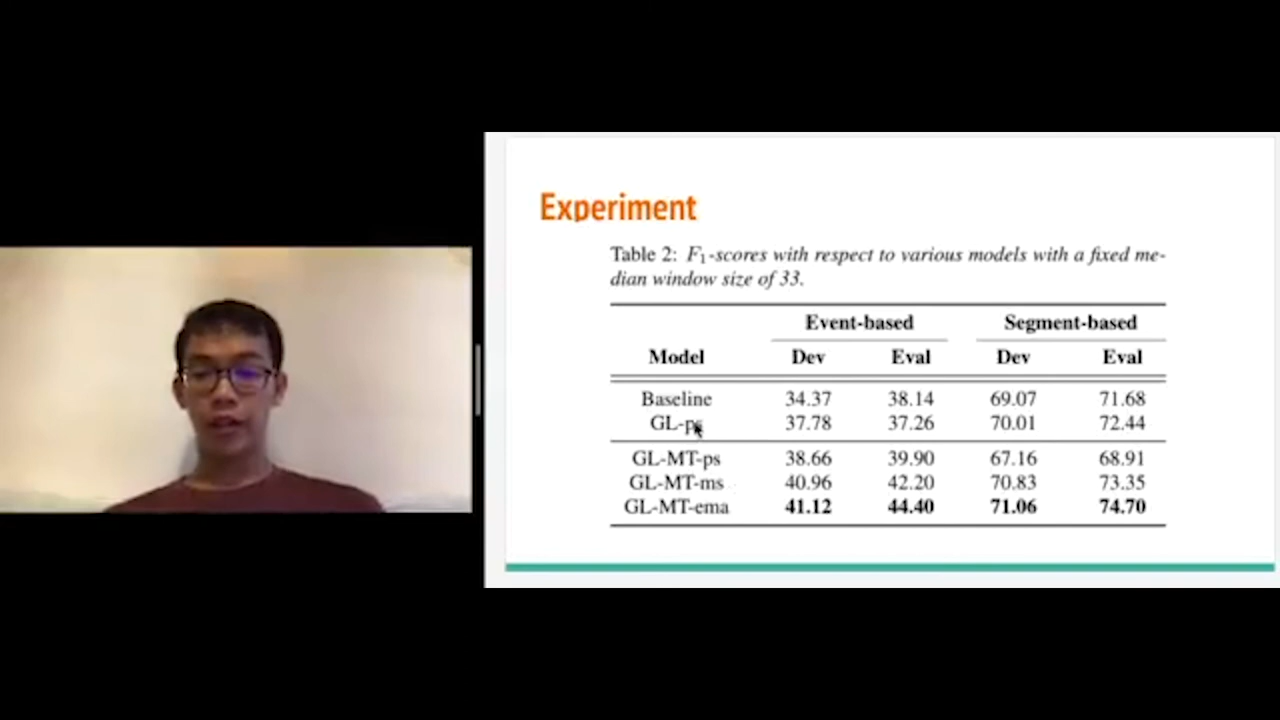 Experiment
Table 2: F1-scores with respect to various models with a fixed me-
dian window size of 33.
Event-based Segment-based
Model Dev Eval Dev Eval
Baseline 34.37 38.14 69.07 71.68
GL-ps 37.78 37.26 70.01 72.44
GL-MT-ps 38.66 39.90 67.16 68.91
GL-MT-ms 40.96 42.20 70.83 73.35
GL-MT-ema 41.12 44.40 71.06 74.70